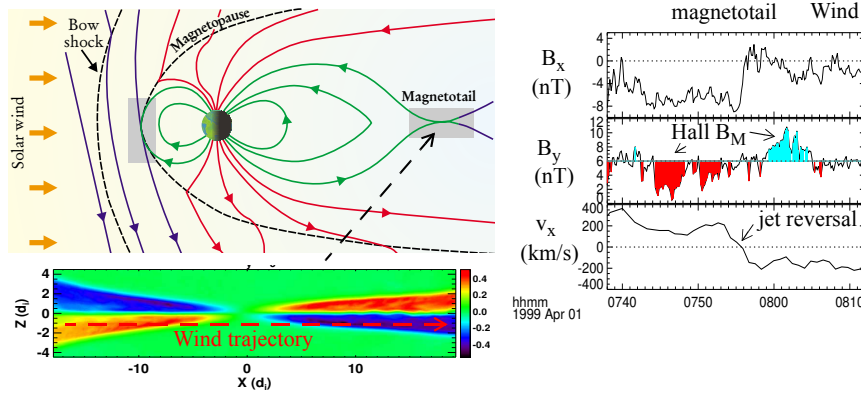 magnetotail Wind
Bow
shock
Magnetopause
Solar wind
Magnetotail
Bx
(nT)
4
0
-4
-8
Hall BM
By
(nT)
12
10
8
6
4
2
0
jet reversal
vx
(km/s)
400
200
0
-200
-400
hhmm
1999 Apr 01
0740
0750
0800
0810
Z (di)
4
2
0
-2
-4
Wind trajectory
-10
0
10
X (di)
0.4
0.2
0.0
-0.2
-0.4